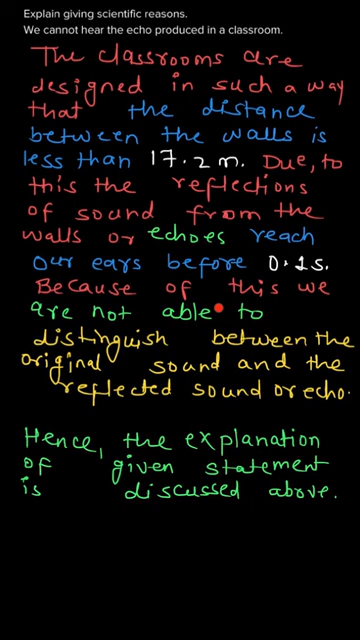 Explain giving scientific reasons.
We cannot hear the echo produced in a classroom.
The classrooms are
designed in such a way
that the distance
between the walls is
less than 17.2 m. Due, to
this the reflections
of sound from the
walls or echoes reach
our ears before 0.1s.
Because of this we
are not able to
distinguish between the
original sound and the
reflected sound or echo.
Hence, the explanation
of given statement
is discussed above.